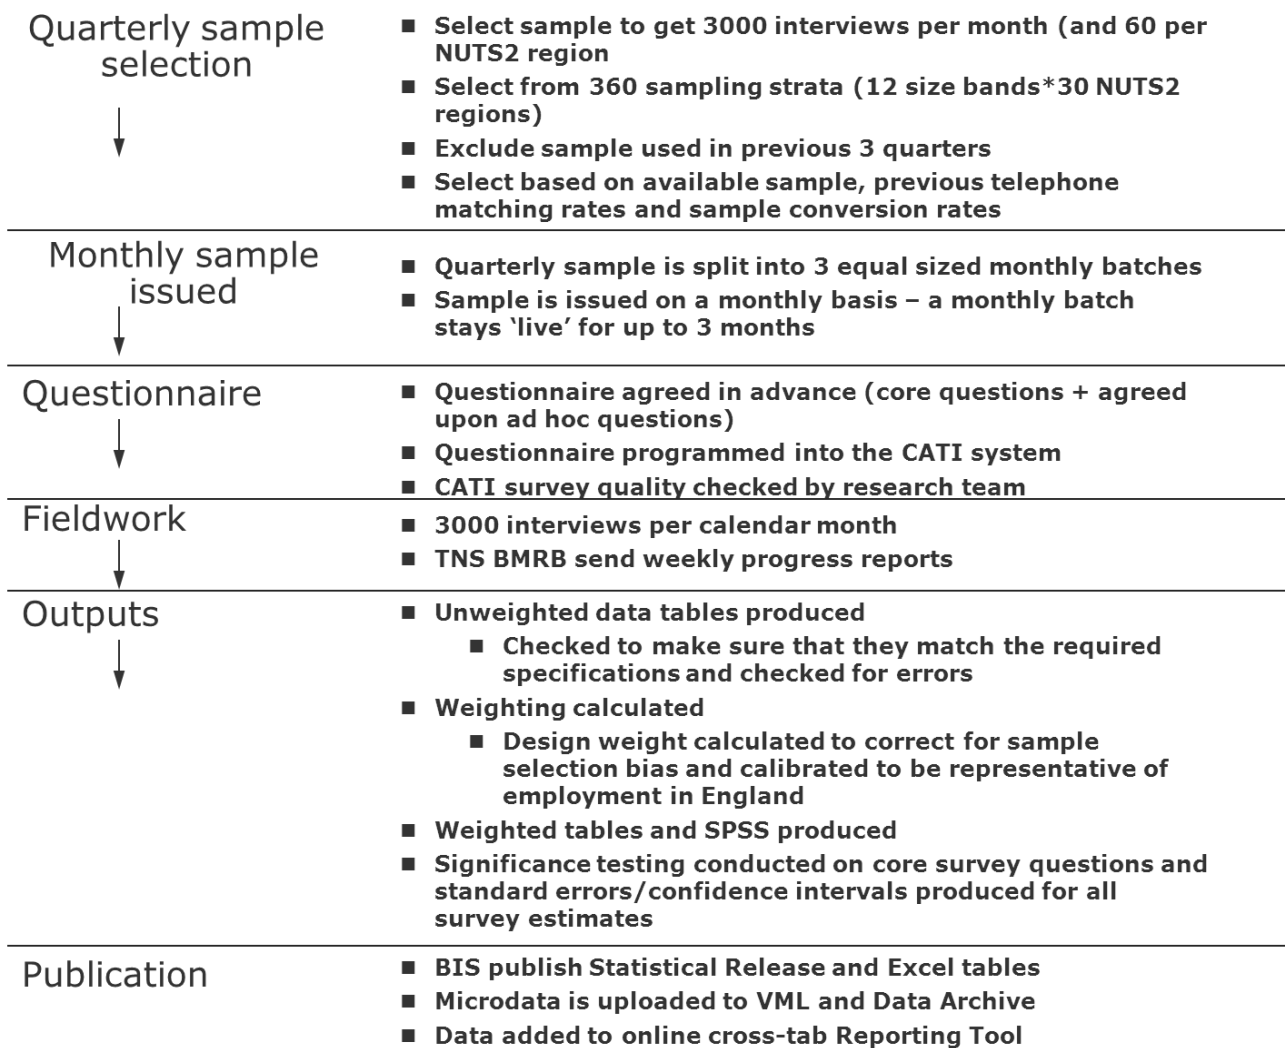 Quarterly sample
selection
■ Select sample to get 3000 interviews per month (and 60 per
NUTS2 region
■ Select from 360 sampling strata (12 size bands*30 NUTS2
regions)
■ Exclude sample used in previous 3 quarters
■ Select based on available sample, previous telephone
matching rates and sample conversion rates
Monthly sample
issued
■ Quarterly sample is split into 3 equal sized monthly batches
■ Sample is issued on a monthly basis – a monthly batch
stays ‘live’ for up to 3 months
Questionnaire
■ Questionnaire agreed in advance (core questions + agreed
upon ad hoc questions)
■ Questionnaire programmed into the CATI system
■ CATI survey quality checked by research team
Fieldwork
■ 3000 interviews per calendar month
■ TNS BMRB send weekly progress reports
Outputs
■ Unweighted data tables produced
■ Checked to make sure that they match the required
specifications and checked for errors
■ Weighting calculated
■ Design weight calculated to correct for sample
selection bias and calibrated to be representative of
employment in England
■ Weighted tables and SPSS produced
■ Significance testing conducted on core survey questions and
standard errors/confidence intervals produced for all
survey estimates
Publication
■ BIS publish Statistical Release and Excel tables
■ Microdata is uploaded to VML and Data Archive
■ Data added to online cross-tab Reporting Tool